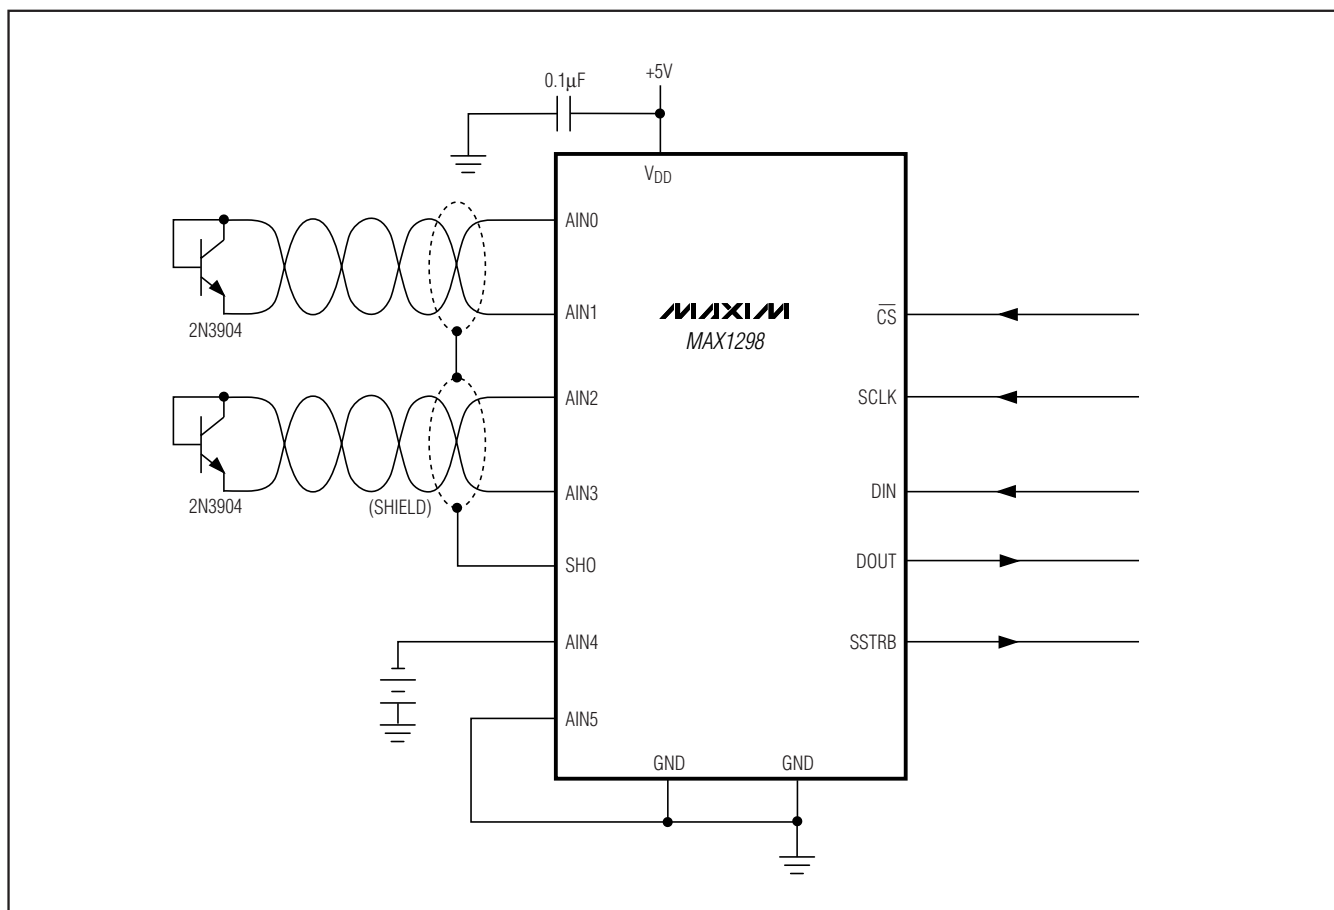 0.1µF
+5V
VDD
AIN0
AIN1
2N3904
MAXIM
MAX1298
CS
AIN2
SCLK
AIN3
DIN
2N3904
(SHIELD)
SHO
DOUT
AIN4
SSTRB
AIN5
GND
GND